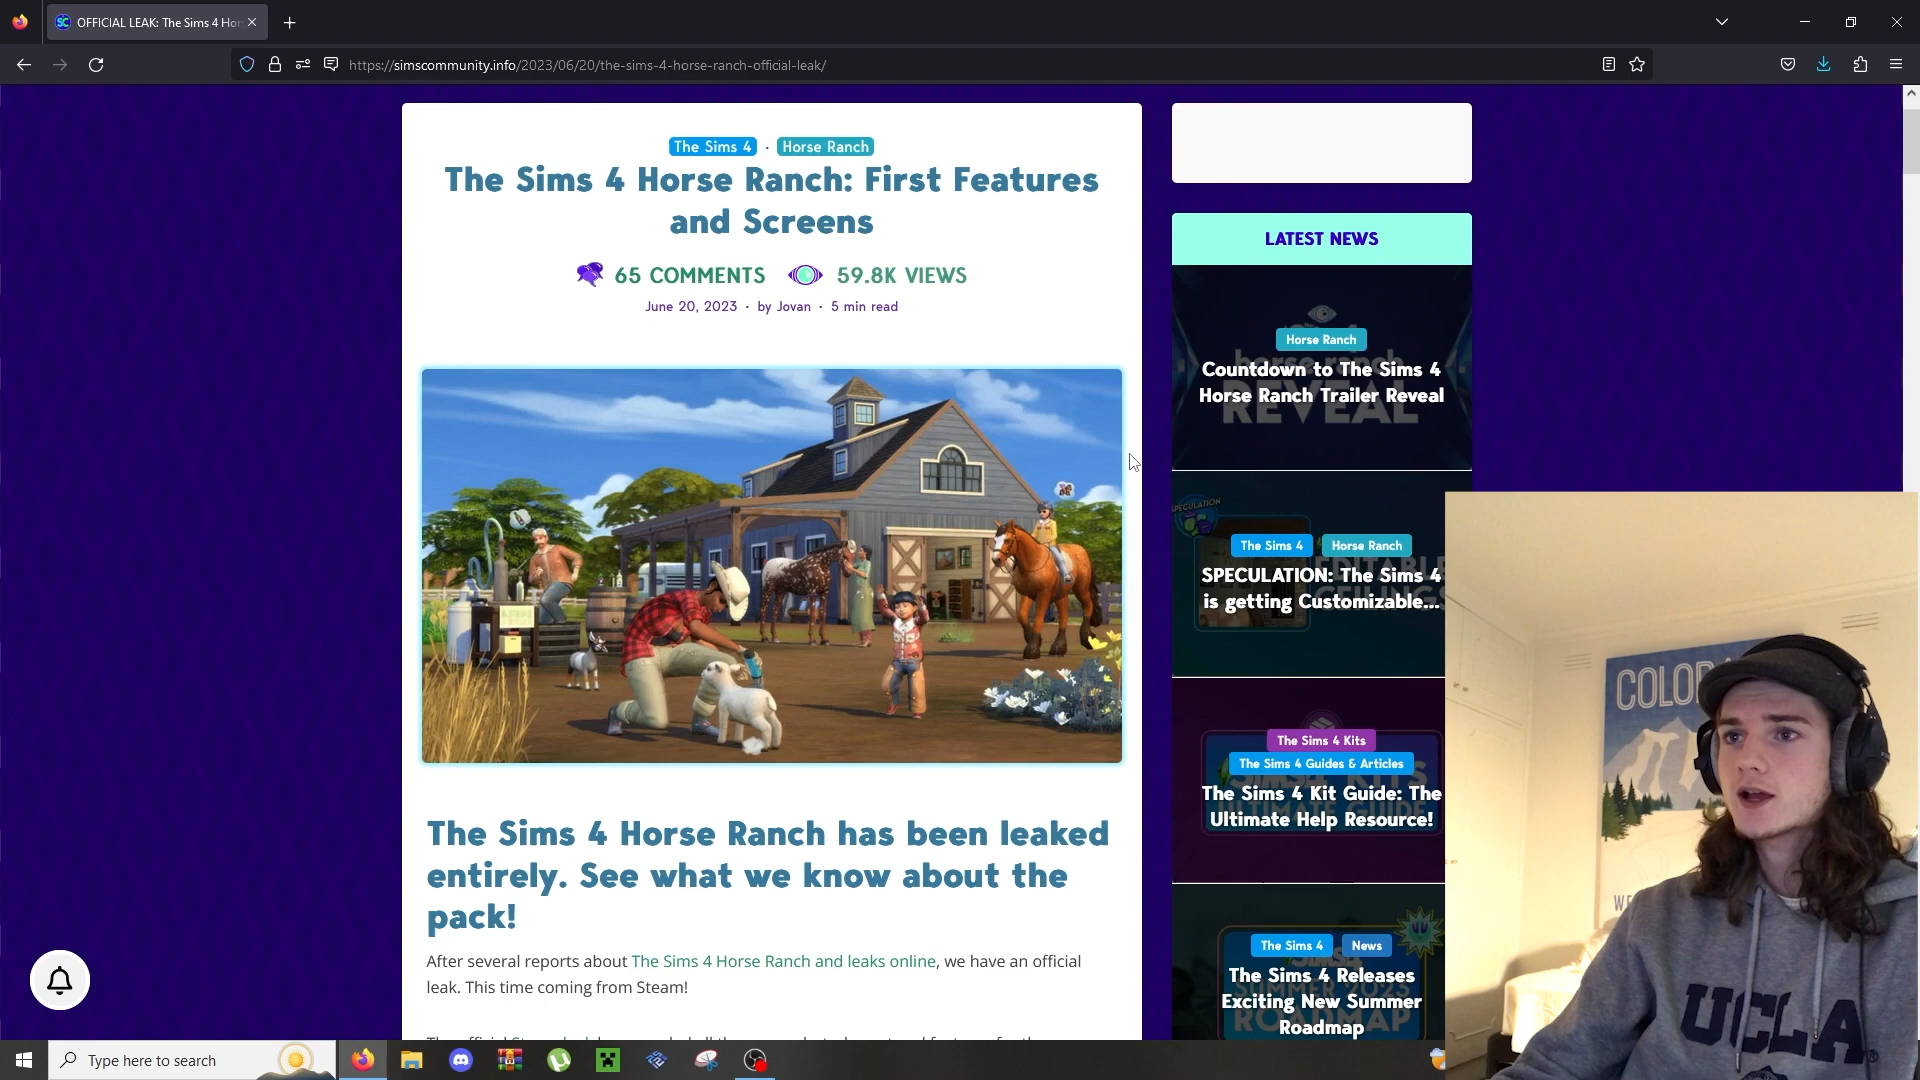 OFFICIAL LEAK: The Sims 4 Hor
https://simscommunity.info/2023/06/20/the-sims-4-horse-ranch-official-leak/
The Sims 4 · Horse Ranch
The Sims 4 Horse Ranch: First Features
and Screens
65 COMMENTS 59.8K VIEWS
June 20, 2023 · by Jovan · 5 min read
The Sims 4 Horse Ranch has been leaked
entirely. See what we know about the
pack!
After several reports about The Sims 4 Horse Ranch and leaks online, we have an official
leak. This time coming from Steam!
LATEST NEWS
Horse Ranch
horse ranch
REVEAL
Countdown to The Sims 4
Horse Ranch Trailer Reveal
SPECULATION
The Sims 4 Horse Ranch
SPECULATION: The Sims 4
is getting Customizable...
The Sims 4 Kits
The Sims 4 Guides & Articles
The Sims 4 Kit Guide: The
Ultimate Help Resource!
The Sims 4 News
The Sims 4 Releases
Exciting New Summer
Roadmap
Type here to search
UCLA